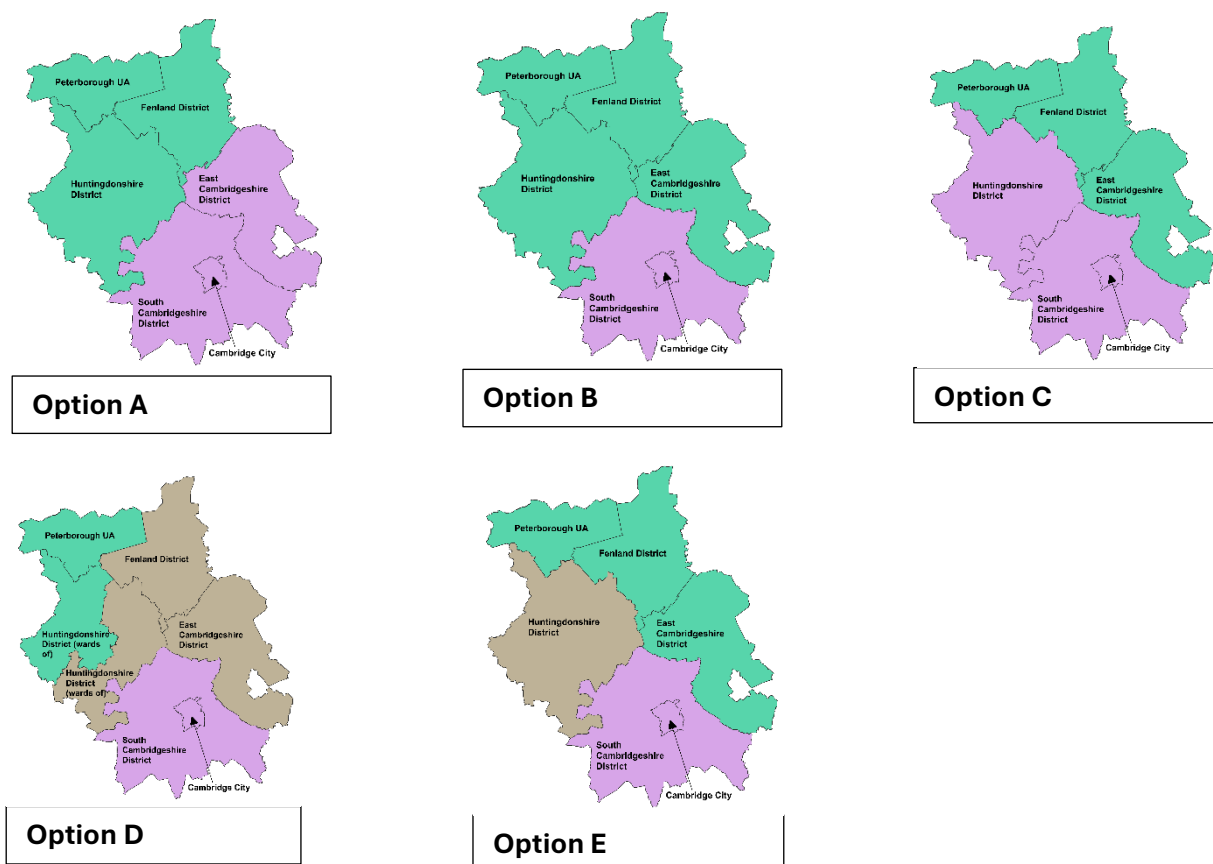 Peterborough UA
Fenland District
Huntingdonshire
District
East
Cambridgeshire
District
South
Cambridgeshire
District
Cambridge City
Option A
Peterborough UA
Fenland District
Huntingdonshire
District
East
Cambridgeshire
District
South
Cambridgeshire
District
Cambridge City
Option B
Peterborough UA
Fenland District
Huntingdonshire
District
East
Cambridgeshire
District
South
Cambridgeshire
District
Cambridge City
Option C
Peterborough UA
Fenland District
Huntingdonshire
District (wards
of)
Huntingdonshire
District
(wards of)
East
Cambridgeshire
District
South
Cambridgeshire
District
Cambridge City
Option D
Peterborough UA
Fenland District
Huntingdonshire
District
East
Cambridgeshire
District
South
Cambridgeshire
District
Cambridge City
Option E